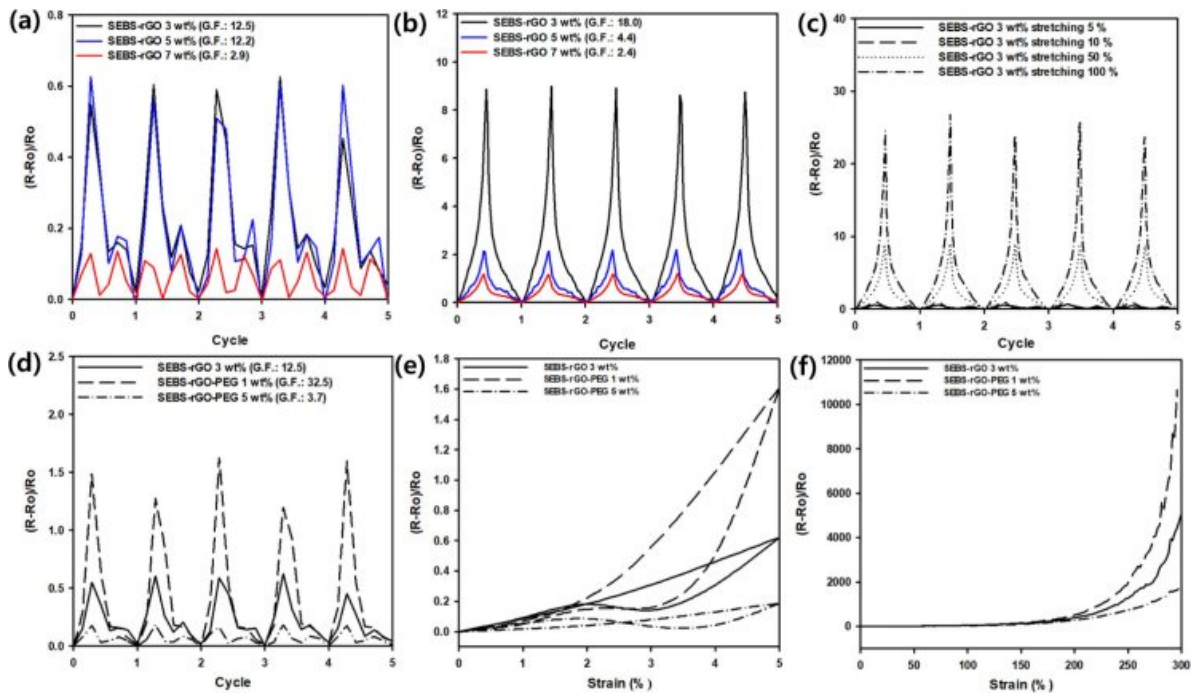 (a)
SEBS-rGO 3 wt% (G.F.: 12.5)
SEBS-rGO 5 wt% (G.F.: 12.2)
SEBS-rGO 7 wt% (G.F.: 2.9)
(R-Ro)/Ro
0.8
0.6
0.4
0.2
0.0
0 1 2 3 4 5
Cycle
(b)
SEBS-rGO 3 wt% (G.F.: 18.0)
SEBS-rGO 5 wt% (G.F.: 4.4)
SEBS-rGO 7 wt% (G.F.: 2.4)
(R-Ro)/Ro
12
10
8
6
4
2
0
0 1 2 3 4 5
Cycle
(c)
SEBS-rGO 3 wt% stretching 5 %
SEBS-rGO 3 wt% stretching 10 %
SEBS-rGO 3 wt% stretching 50 %
SEBS-rGO 3 wt% stretching 100 %
(R-Ro)/Ro
40
30
20
10
0
0 1 2 3 4 5
Cycle
(d)
SEBS-rGO 3 wt% (G.F.: 12.5)
SEBS-rGO-PEG 1 wt% (G.F.: 32.5)
SEBS-rGO-PEG 5 wt% (G.F.: 3.7)
(R-Ro)/Ro
2.5
2.0
1.5
1.0
0.5
0.0
0 1 2 3 4 5
Cycle
(e)
SEBS-rGO 3 wt%
SEBS-rGO-PEG 1 wt%
SEBS-rGO-PEG 5 wt%
(R-Ro)/Ro
1.8
1.6
1.4
1.2
1.0
0.8
0.6
0.4
0.2
0.0
0 1 2 3 4 5
Strain (% )
(f)
SEBS-rGO 3 wt%
SEBS-rGO-PEG 1 wt%
SEBS-rGO-PEG 5 wt%
(R-Ro)/Ro
12000
10000
8000
6000
4000
2000
0
0 50 100 150 200 250 300
Strain (%)